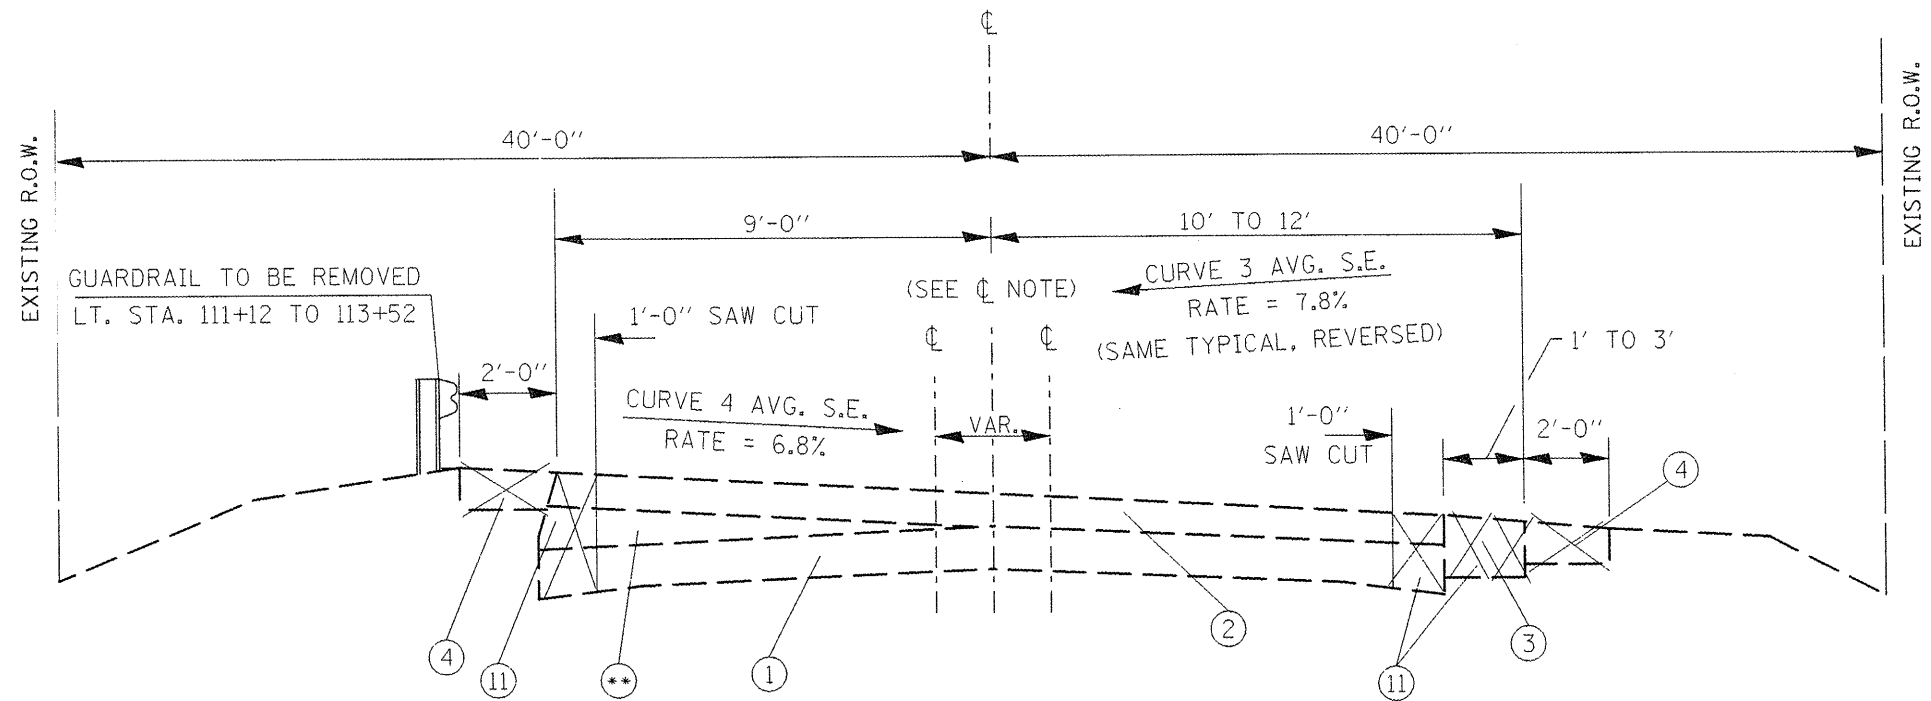 ℄
40'-0"
40'-0"
EXISTING R.O.W.
EXISTING R.O.W.
9'-0"
10' TO 12'
GUARDRAIL TO BE REMOVED
LT. STA. 111+12 TO 113+52
1'-0" SAW CUT
(SEE ℄ NOTE)
CURVE 3 AVG. S.E.
RATE = 7.8%
(SAME TYPICAL, REVERSED)
℄
℄
1' TO 3'
2'-0"
CURVE 4 AVG. S.E.
RATE = 6.8%
VAR.
1'-0"
SAW CUT
2'-0"
4
4
11
**
1
2
11
3